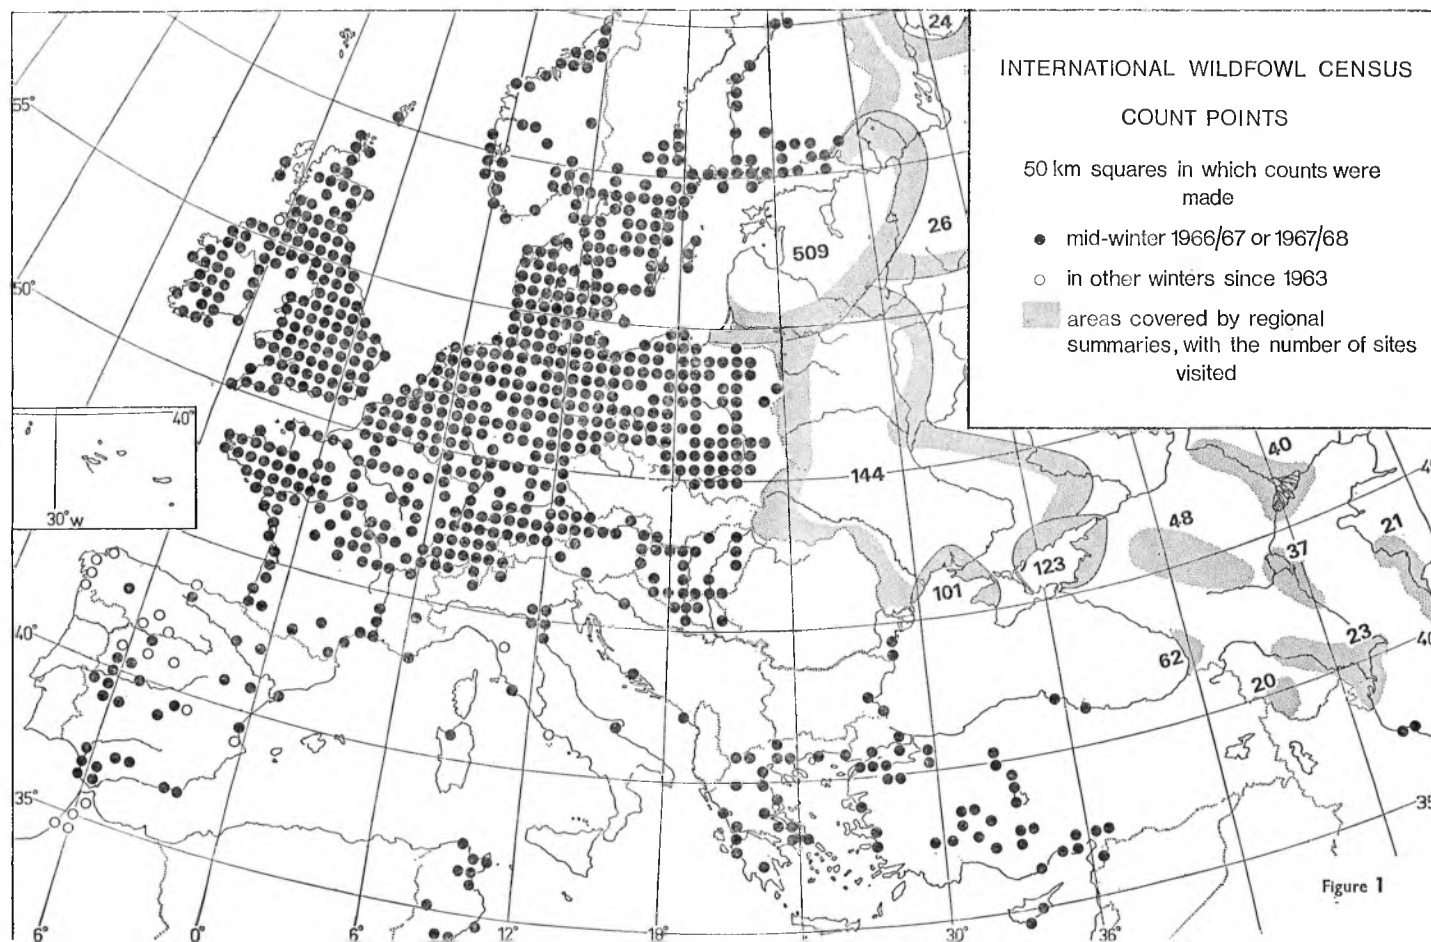 INTERNATIONAL WILDFOWL CENSUS
COUNT POINTS
50 km squares in which counts were
made
mid-winter 1966/67 or 1967/68
in other winters since 1963
areas covered by regional
summaries, with the number of sites
visited
24
55°
26
509
50°
40°
30°w
40
45
144
48
21
37
123
101
40°
23
40
62
20
35°
35
Figure 1
6°
0°
6°
12°
18°
30°
36°